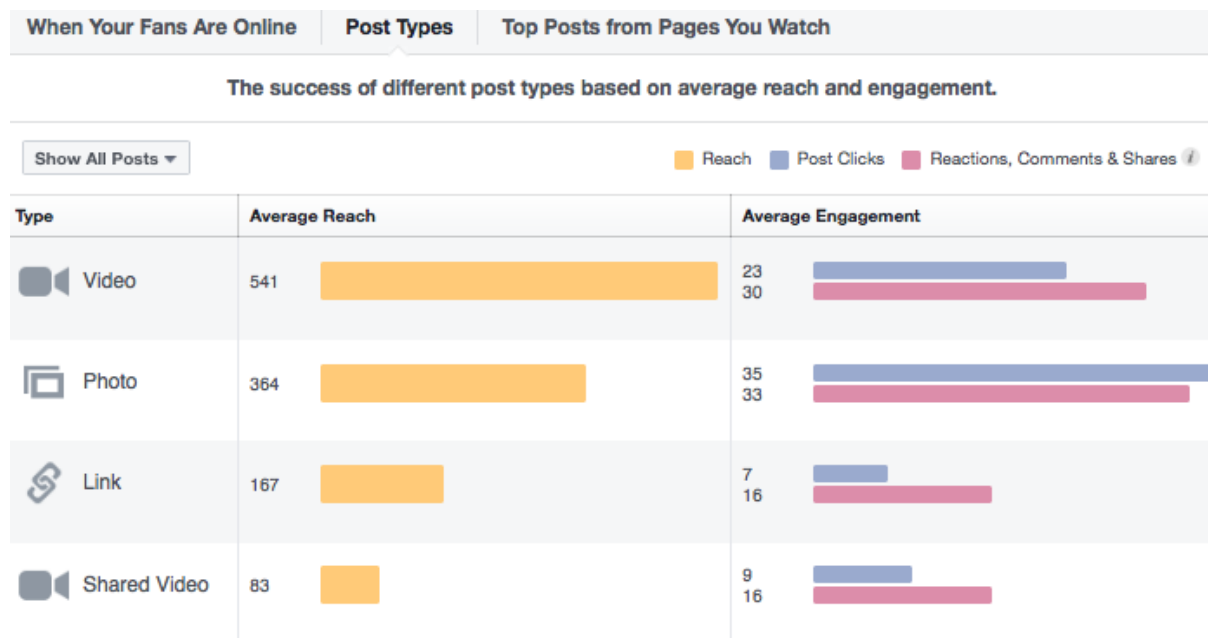 When Your Fans Are Online Post Types Top Posts from Pages You Watch
The success of different post types based on average reach and engagement.
Show All Posts Reach Post Clicks Reactions, Comments & Shares i
Type Average Reach Average Engagement
Video 541 23
30
Photo 364 35
33
Link 167 7
16
Shared Video 83 9
16